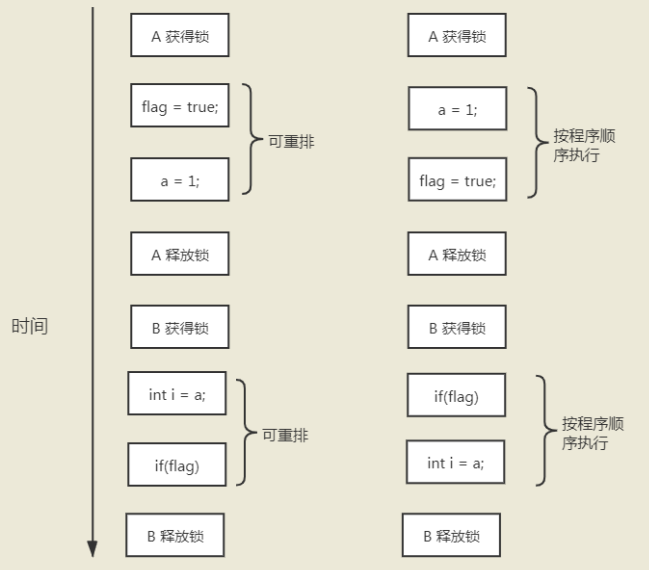 时间
A 获得锁
flag = true;
a = 1;
可重排
A 释放锁
B 获得锁
int i = a;
if(flag)
可重排
B 释放锁
A 获得锁
a = 1;
flag = true;
按程序顺
序执行
A 释放锁
B 获得锁
if(flag)
int i = a;
按程序顺
序执行
B 释放锁